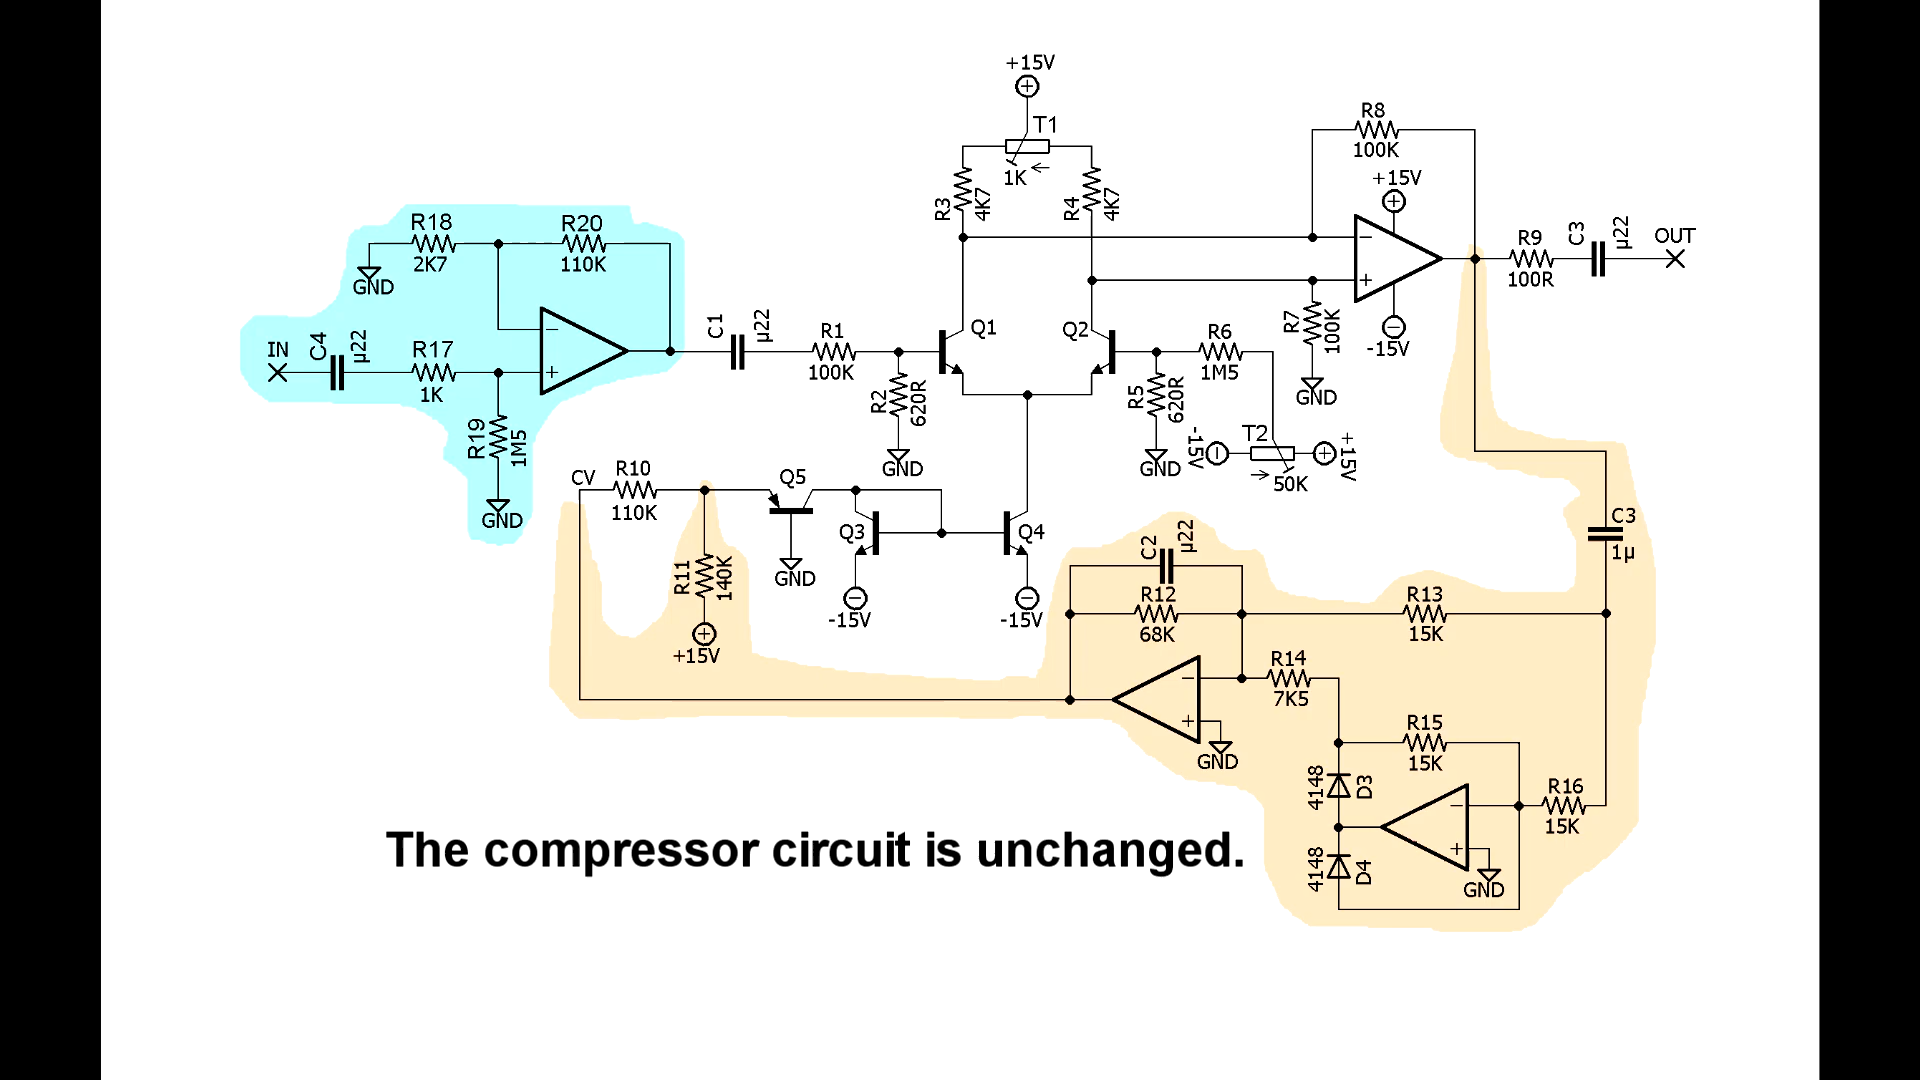 +15V
T1
1K
R3
4K7
R4
4K7
R8
100K
+15V
-15V
R9
100R
C3
µ22
OUT
R18
2K7
GND
R20
110K
IN
C4
µ22
R17
1K
R19
1M5
GND
C1
µ22
R1
100K
R2
620R
GND
Q1
Q2
R6
1M5
R5
620R
GND
R7
100K
GND
-15V
T2
50K
+15V
CV
R10
110K
R11
140K
+15V
Q5
GND
Q3
-15V
Q4
-15V
C2
µ22
R12
68K
R13
15K
C3
1µ
R14
7K5
GND
R15
15K
R16
15K
4148
D3
4148
D4
GND
The compressor circuit is unchanged.